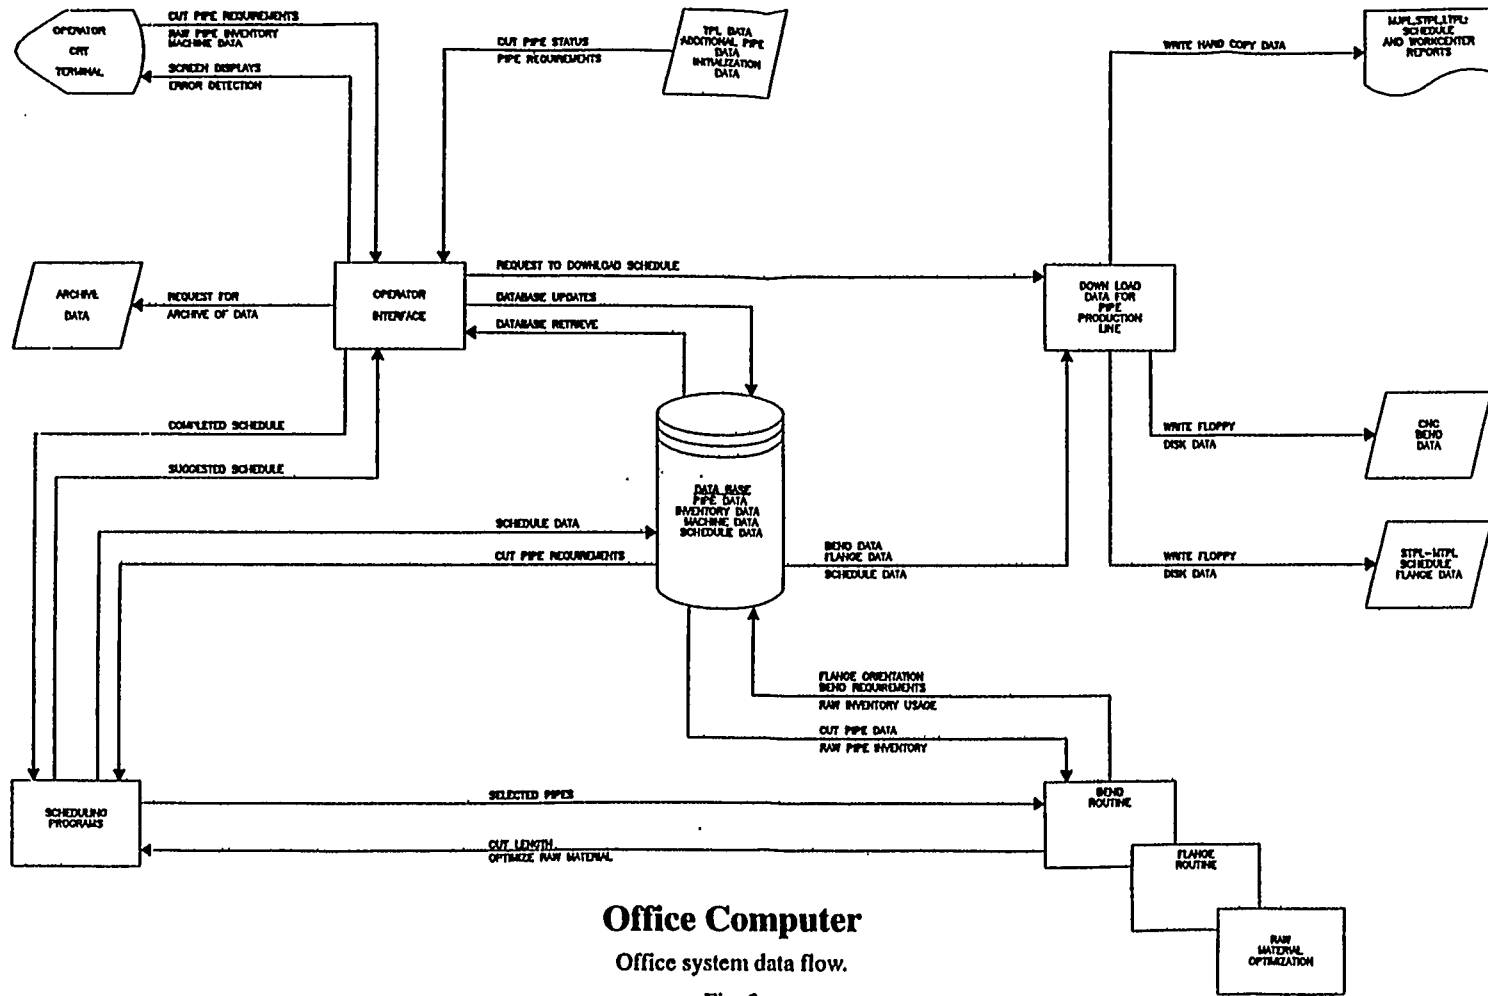 OPERATOR
CRT
TERMINAL
CUT PIPE REQUIREMENTS
RAW PIPE INVENTORY
MACHINE DATA
SCREEN DISPLAYS
ERROR DETECTION
CUT PIPE STATUS
PIPE REQUIREMENTS
TPL DATA
ADDITIONAL PIPE
DATA
INITIALIZATION
DATA
WRITE HARD COPY DATA
SCHEDULE
AND WORKCENTER
REPORTS
ARCHIVE
DATA
REQUEST FOR
ARCHIVE OF DATA
OPERATOR
INTERFACE
REQUEST TO DOWNLOAD SCHEDULE
DATABASE UPDATES
DATABASE RETRIEVE
DOWN LOAD
DATA FOR
PIPE
PRODUCTION
LINE
COMPLETED SCHEDULE
SUGGESTED SCHEDULE
WRITE FLOPPY
DISK DATA
CNC
BEND
DATA
DATA BASE
PIPE DATA
INVENTORY DATA
MACHINE DATA
SCHEDULE DATA
SCHEDULE DATA
CUT PIPE REQUIREMENTS
BEND DATA
FLANGE DATA
SCHEDULE DATA
WRITE FLOPPY
DISK DATA
STPL-MTPL
SCHEDULE
FLANGE DATA
FLANGE ORIENTATION
BEND REQUIREMENTS
RAW INVENTORY USAGE
CUT PIPE DATA
RAW PIPE INVENTORY
SCHEDULING
PROGRAMS
SELECTED PIPES
CUT LENGTH
OPTIMIZE RAW MATERIAL
BEND
ROUTINE
FLANGE
ROUTINE
RAW
MATERIAL
OPTIMIZATION
Office Computer
Office system data flow.